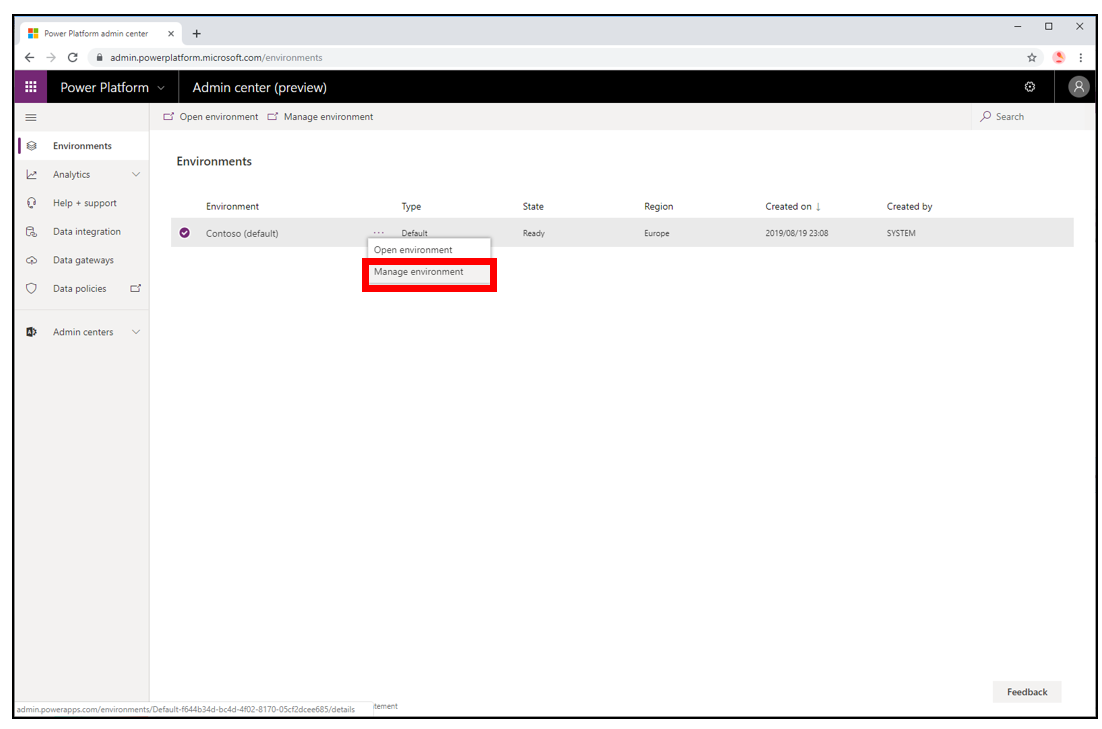 Power Platform admin center
admin.powerplatform.microsoft.com/environments
Power Platform
Admin center (preview)
Open environment
Manage environment
Search
Environments
Analytics
Help + support
Data integration
Data gateways
Data policies
Admin centers
Environments
Environment Type State Region Created on ↓ Created by
Contoso (default) ... Default Ready Europe 2019/08/19 23:08 SYSTEM
Open environment
Manage environment
Feedback
admin.powerapps.com/environments/Default-f644b34d-bc4d-4f02-8170-05cf2dcee685/details
tement